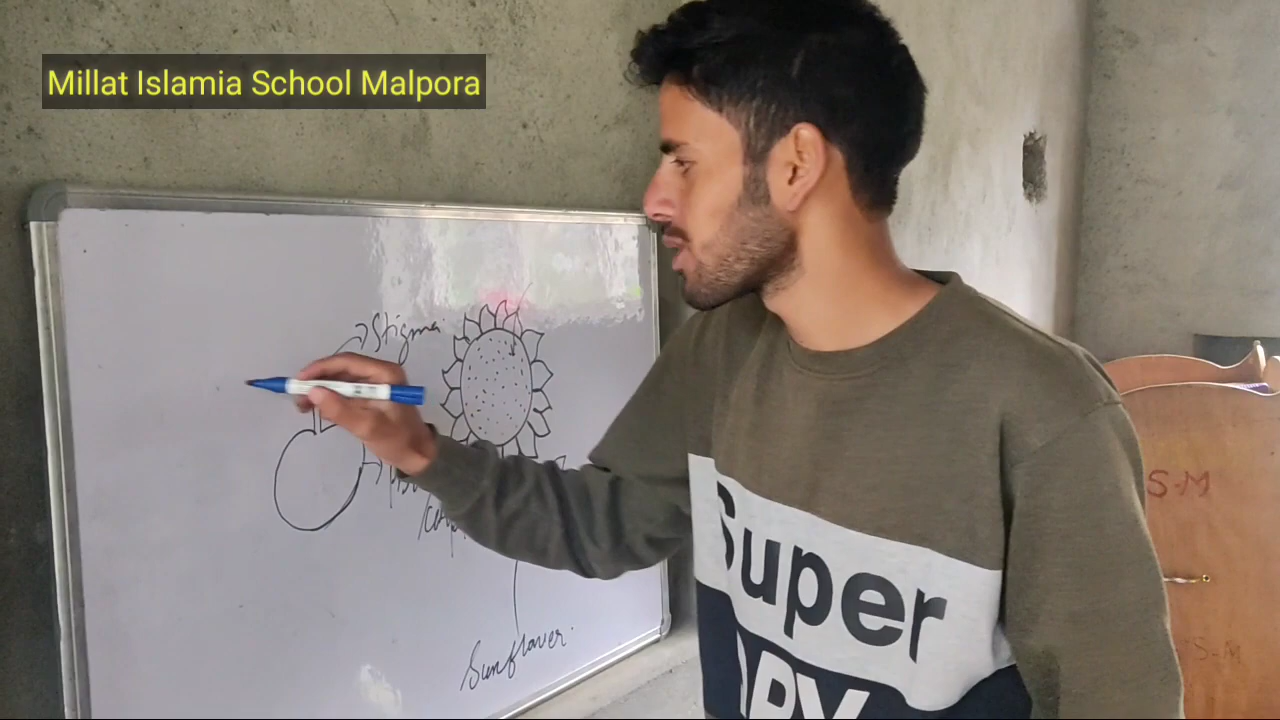 Millat Islamia School Malpora
Stigma
Sunflower.
Super
S-M
S-M